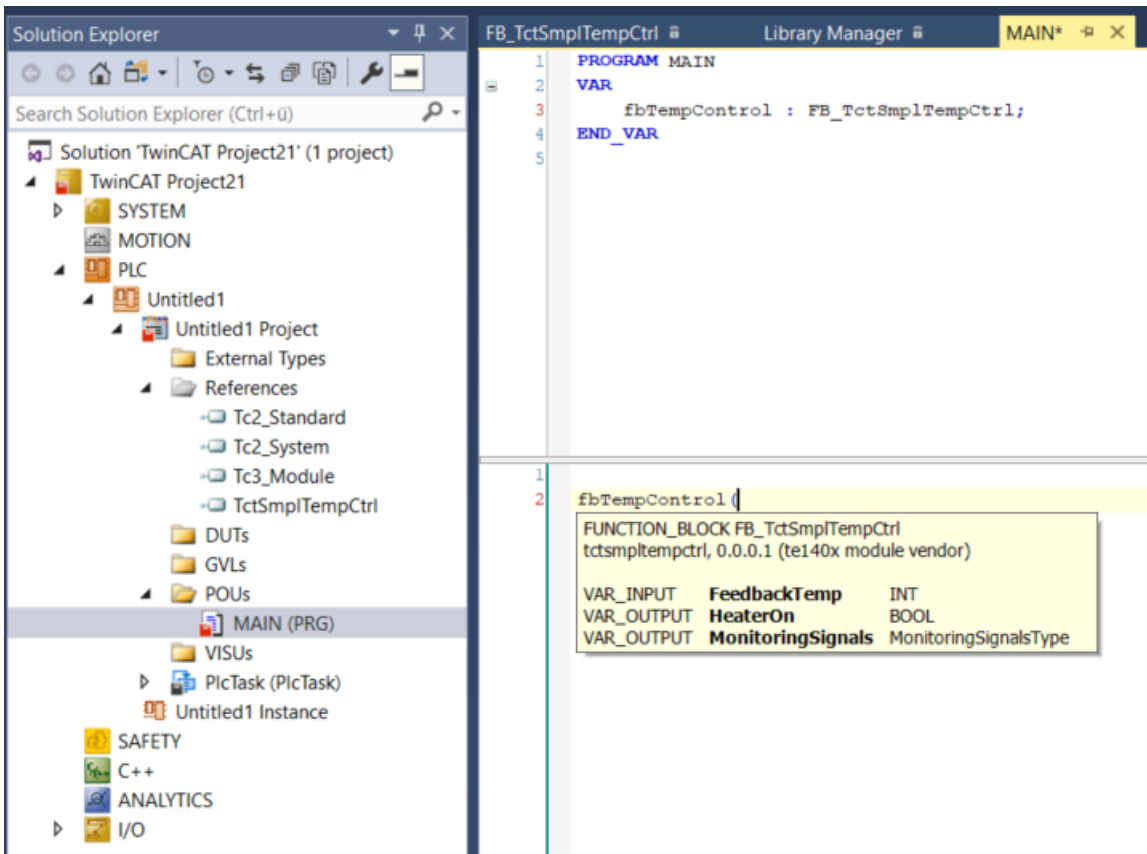 Solution Explorer
Search Solution Explorer (Ctrl+ü)
Solution 'TwinCAT Project21' (1 project)
TwinCAT Project21
SYSTEM
MOTION
PLC
Untitled1
Untitled1 Project
External Types
References
Tc2_Standard
Tc2_System
Tc3_Module
TctSmplTempCtrl
DUTs
GVLs
POUs
MAIN (PRG)
VISUs
PlcTask (PlcTask)
Untitled1 Instance
SAFETY
C++
ANALYTICS
I/O
FB_TctSmplTempCtrl Library Manager MAIN*
1 PROGRAM MAIN
2 VAR
3 fbTempControl : FB_TctSmplTempCtrl;
4 END_VAR
5
1
2 fbTempControl(
FUNCTION_BLOCK FB_TctSmplTempCtrl
tctsmpltempctrl, 0.0.0.1 (te140x module vendor)
VAR_INPUT FeedbackTemp INT
VAR_OUTPUT HeaterOn BOOL
VAR_OUTPUT MonitoringSignals MonitoringSignalsType